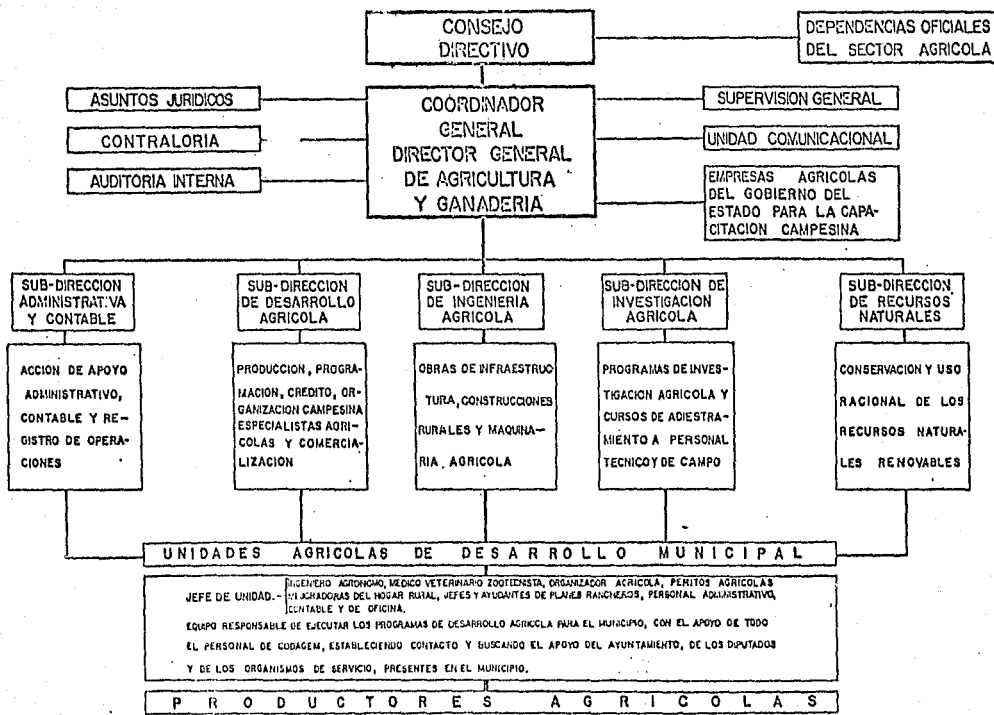 CONSEJO
DIRECTIVO
DEPENDENCIAS OFICIALES
DEL SECTOR AGRICOLA
ASUNTOS JURIDICOS
CONTRALORIA
AUDITORIA INTERNA
COORDINADOR
GENERAL
DIRECTOR GENERAL
DE AGRICULTURA
Y GANADERIA
SUPERVISION GENERAL
UNIDAD COMUNICACIONAL
EMPRESAS AGRICOLAS
DEL GOBIERNO DEL
ESTADO PARA LA CAPA-
CITACION CAMPESINA
SUB-DIRECCION
ADMINISTRATIVA
Y CONTABLE
SUB-DIRECCION
DE DESARROLLO
AGRICOLA
SUB-DIRECCION
DE INGENIERIA
AGRICOLA
SUB-DIRECCION DE
INVESTIGACION
AGRICOLA
SUB-DIRECCION
DE RECURSOS
NATURALES
ACCION DE APOYO
ADMINISTRATIVO,
CONTABLE Y RE-
GISTRO DE OPERA-
CIONES
PRODUCCION, PROGRA-
MACION, CREDITO, OR-
GANIZACION CAMPESINA
ESPECIALISTAS AGRI-
COLAS Y COMERCIA-
LIZACION
OBRAS DE INFRAESTRUC-
TURA, CONSTRUCCIONES
RURALES Y MAQUINA-
RIA, AGRICOLA
PROGRAMAS DE INVES-
TIGACION AGRICOLA Y
CURSOS DE ADIESTRA-
MIENTO A PERSONAL
TECNICO Y DE CAMPO
CONSERVACION Y USO
RACIONAL DE LOS
RECURSOS NATURA-
LES RENOVABLES
UNIDADES AGRICOLAS DE DESARROLLO MUNICIPAL
JEFE DE UNIDAD.- INGENIERO AGRONOMO, MEDICO VETERINARIO ZOOTECNISTA, ORGANIZADOR AGRICOLA, PERITOS AGRICOLAS
MEJORADORAS DEL HOGAR RURAL, JEFES Y AYUDANTES DE PLANES RANCHEROS, PERSONAL ADMINISTRATIVO,
CONTABLE Y DE OFICINA.
EQUIPO RESPONSABLE DE EJECUTAR LOS PROGRAMAS DE DESARROLLO AGRICOLA PARA EL MUNICIPIO, CON EL APOYO DE TODO
EL PERSONAL DE CODAGEM, ESTABLECIENDO CONTACTO Y BUSCANDO EL APOYO DEL AYUNTAMIENTO, DE LOS DIPUTADOS
Y DE LOS ORGANISMOS DE SERVICIO, PRESENTES EN EL MUNICIPIO.
PRODUCTORES AGRICOLAS